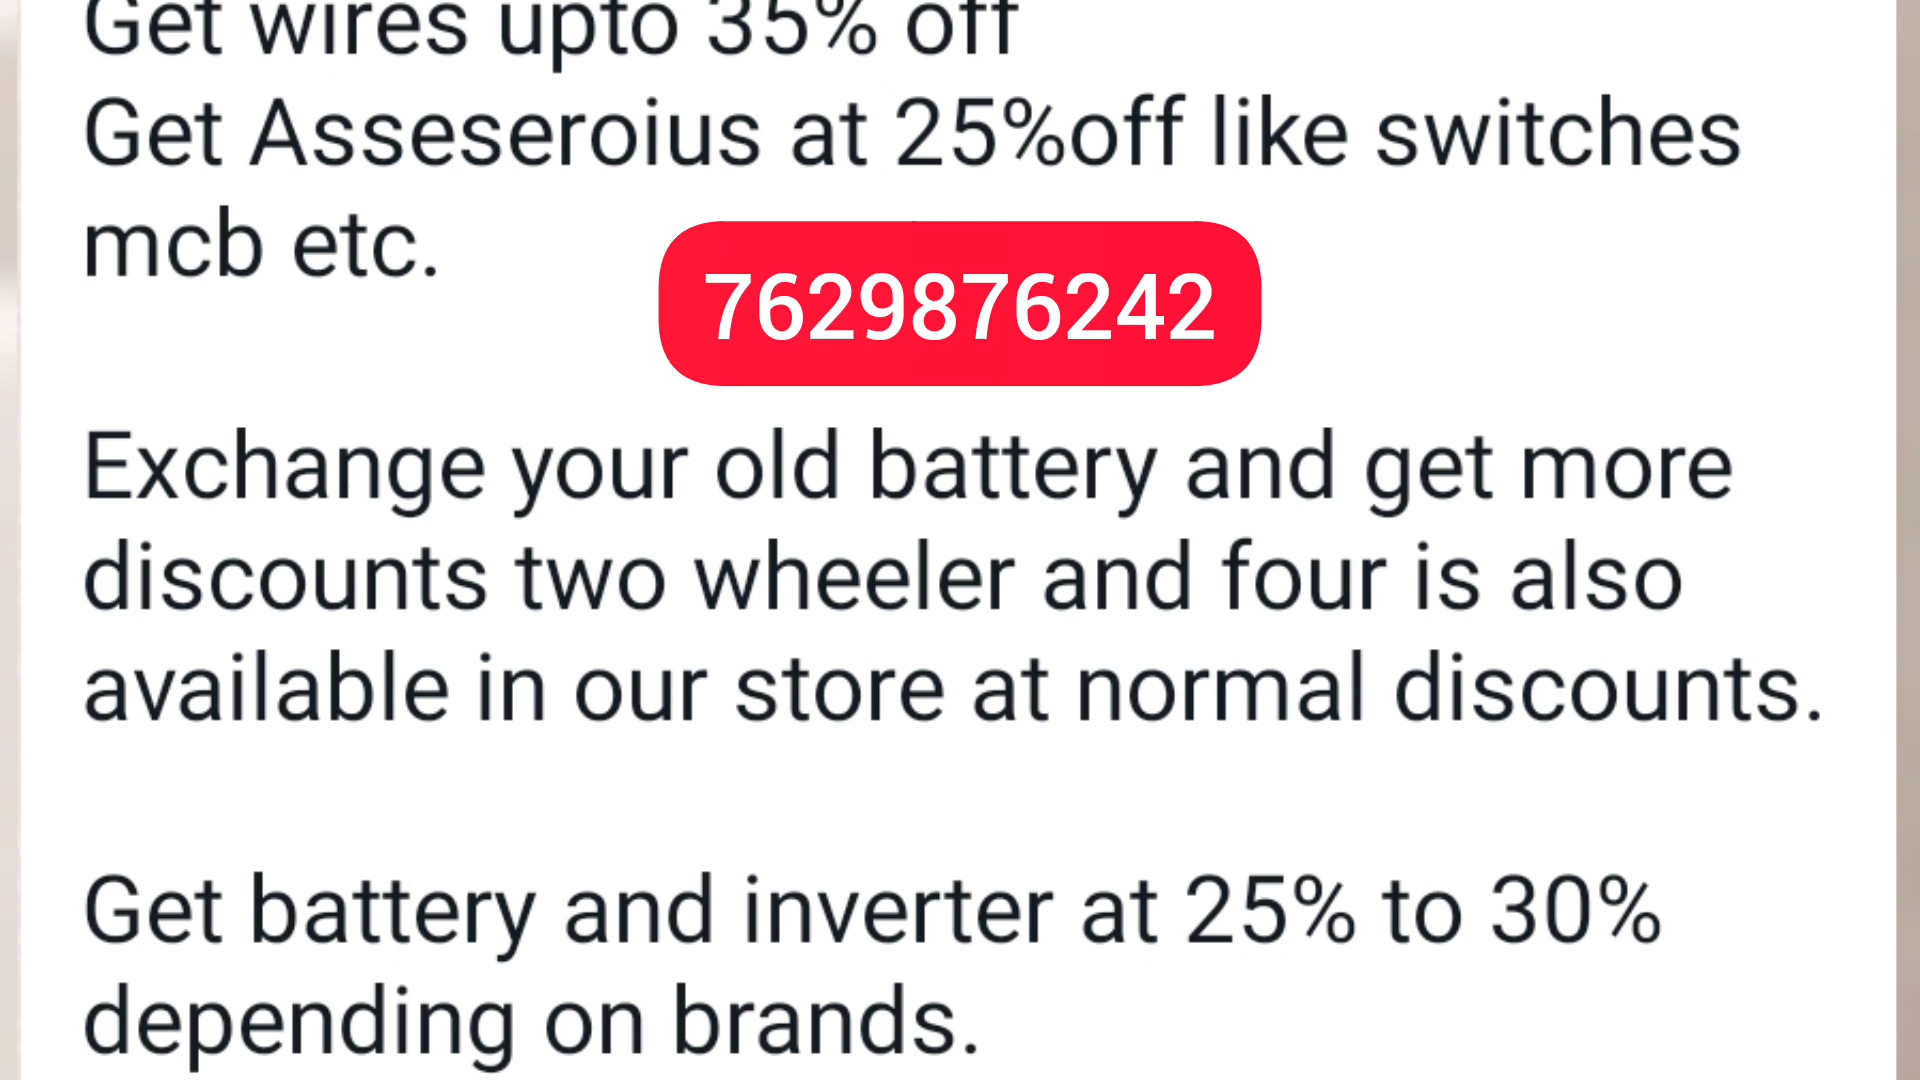 Get wires upto 35% off
Get Asseseroius at 25%off like switches
mcb etc.
7629876242
Exchange your old battery and get more
discounts two wheeler and four is also
available in our store at normal discounts.
Get battery and inverter at 25% to 30%
depending on brands.